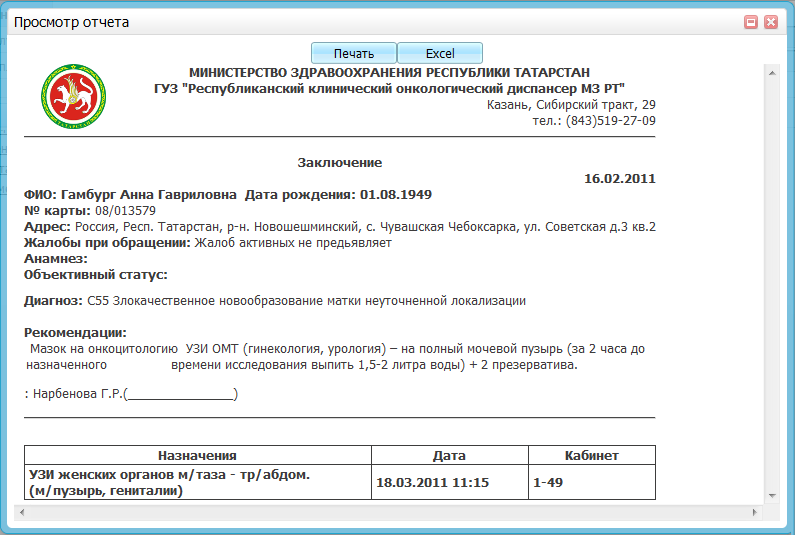 Просмотр отчета
Печать Excel
МИНИСТЕРСТВО ЗДРАВООХРАНЕНИЯ РЕСПУБЛИКИ ТАТАРСТАН
ГУЗ "Республиканский клинический онкологический диспансер МЗ РТ"
Казань, Сибирский тракт, 29
тел.: (843)519-27-09
Заключение
16.02.2011
ФИО: Гамбург Анна Гавриловна Дата рождения: 01.08.1949
№ карты: 08/013579
Адрес: Россия, Респ. Татарстан, р-н. Новошешминский, с. Чувашская Чебоксарка, ул. Советская д.3 кв.2
Жалобы при обращении: Жалоб активных не предьявляет
Анамнез:
Объективный статус:
Диагноз: C55 Злокачественное новообразование матки неуточненной локализации
Рекомендации:
Мазок на онкоцитологию УЗИ ОМТ (гинекология, урология) – на полный мочевой пузырь (за 2 часа до
назначенного времени исследования выпить 1,5-2 литра воды) + 2 презерватива.
: Нарбенова Г.Р.(________________)
Назначения Дата Кабинет
УЗИ женских органов м/таза - тр/абдом.
(м/пузырь, гениталии) 18.03.2011 11:15 1-49